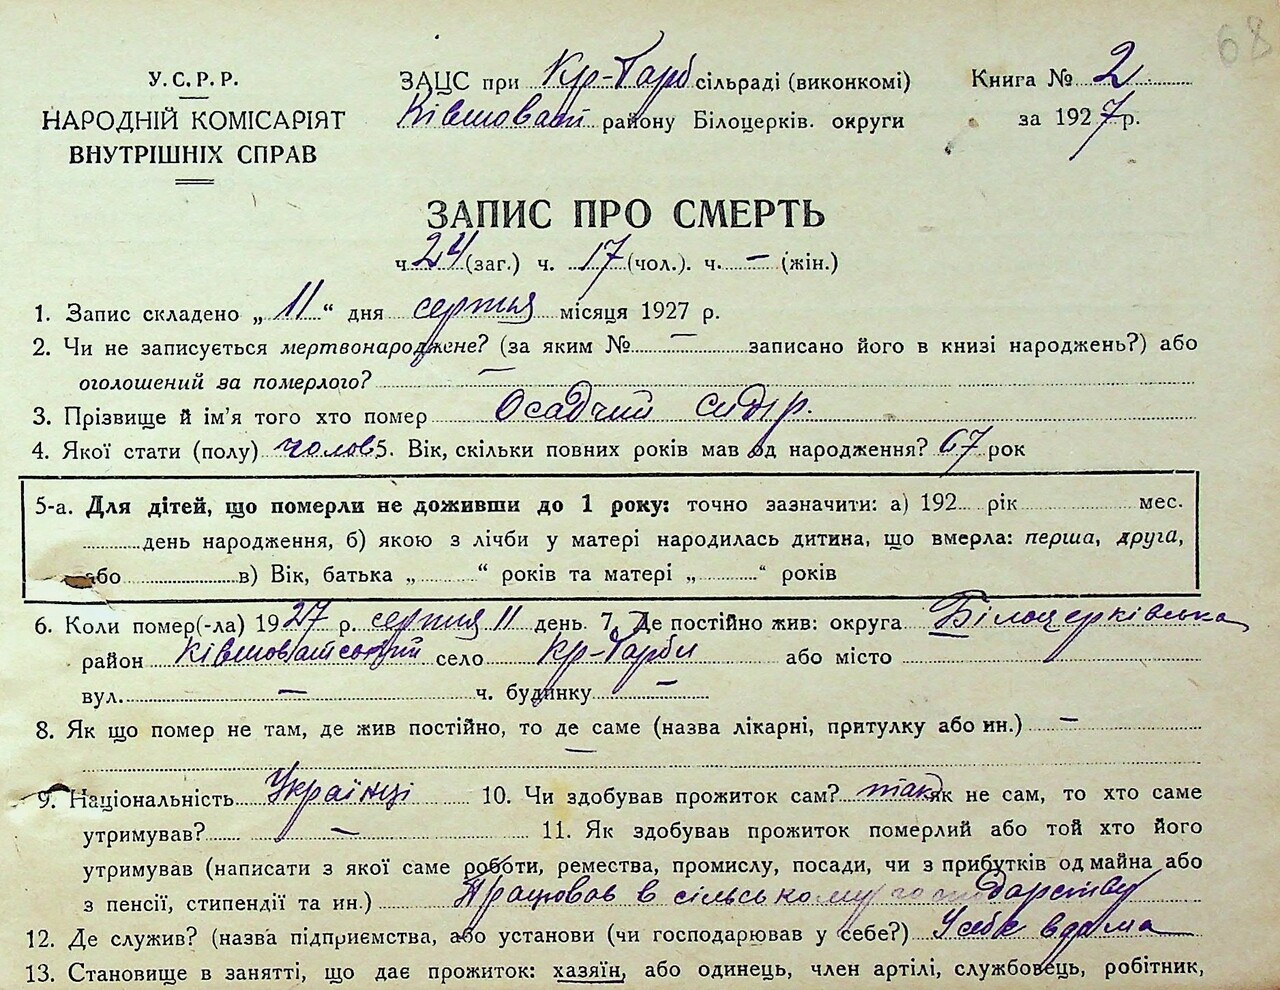 68
У.С.Р.Р.
НАРОДНІЙ КОМІСАРІЯТ
ВНУТРІШНІХ СПРАВ
ЗАЦС при Кр-Гарб сільраді (виконкомі)
Ківшоват району Білоцерків. округи
Книга № 2
за 1927 р.
ЗАПИС ПРО СМЕРТЬ
ч. 24 (заг.) ч. 17 (чол.). ч. — (жін.)
1. Запис складено „ 11 “ дня серпня місяця 1927 р.
2. Чи не записується мертвонароджене? (за яким № — записано його в книзі народжень?) або
оголошений за померлого? —
3. Прізвище й ім’я того хто помер Осадчий Сидір.
4. Якої стати (полу) чолов 5. Вік, скільки повних років мав од народження? 67 рок
5-а. Для дітей, що померли не доживши до 1 року: точно зазначити: а) 192 рік мес.
день народження, б) якою з лічби у матері народилась дитина, що вмерла: перша, друга,
або в) Вік, батька „ “ років та матері „ “ років
6. Коли помер(-ла) 1927 р. серпня 11 день. 7. Де постійно жив: округа Білоцерківська
район Ківшоватський село Кр-Гарби або місто
вул. — ч. будинку —
8. Як що помер не там, де жив постійно, то де саме (назва лікарні, притулку або ин.) —
—
9. Національність Українці 10. Чи здобував прожиток сам? так як не сам, то хто саме
утримував? — 11. Як здобував прожиток померлий або той хто його
утримував (написати з якої саме роботи, ремества, промислу, посади, чи з прибутків од майна або
з пенсії, стипендії та ин.) Працював в сільському господарству
12. Де служив? (назва підприємства, або установи (чи господарював у себе?) У себе вдома
13. Становище в занятті, що дає прожиток: хазяїн, або одинець, член артілі, службовець, робітник,